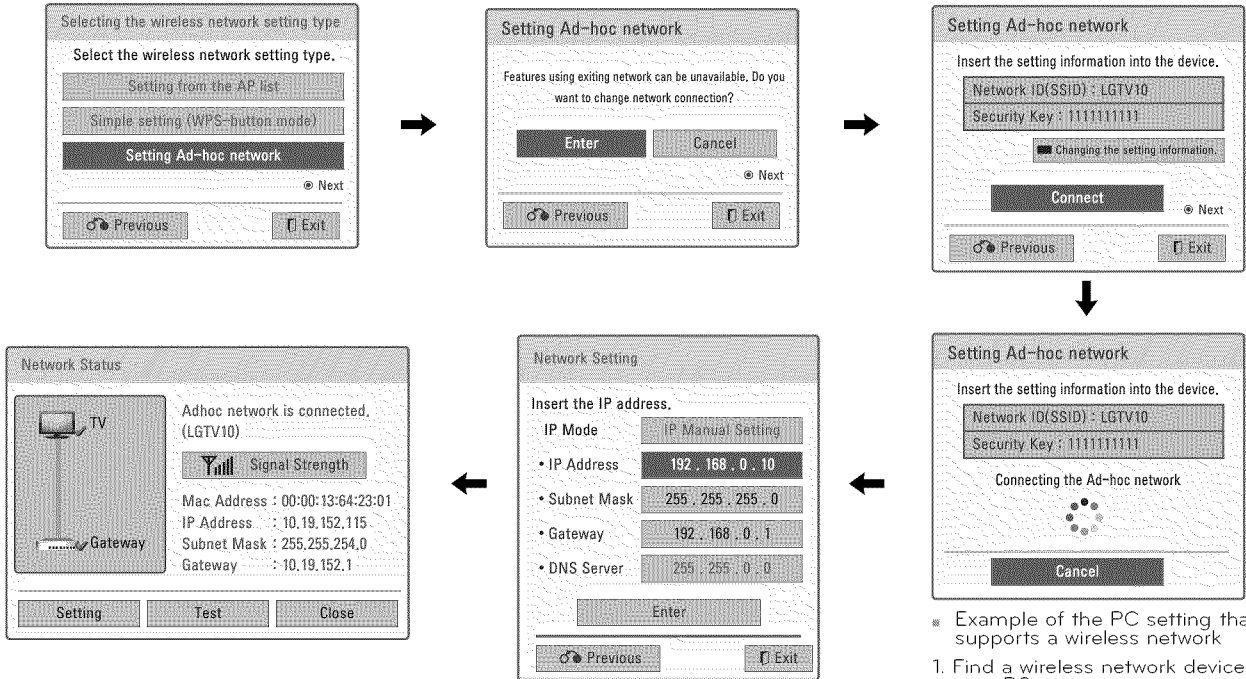 Selecting the wireless network setting type
Select the wireless network setting type.
Setting from the AP list
Simple setting (WPS-button mode)
Setting Ad-hoc network
Next
Previous
Exit
Setting Ad-hoc network
Features using exiting network can be unavailable. Do you
want to change network connection?
Enter
Cancel
Next
Previous
Exit
Setting Ad-hoc network
Insert the setting information into the device.
Network ID(SSID) : LGTV10
Security Key : 1111111111
Changing the setting information.
Connect
Next
Previous
Exit
Setting Ad-hoc network
Insert the setting information into the device.
Network ID(SSID) : LGTV10
Security Key : 1111111111
Connecting the Ad-hoc network
Cancel
Network Setting
Insert the IP address.
IP Mode IP Manual Setting
• IP Address 192 . 168 . 0 . 10
• Subnet Mask 255 . 255 . 255 . 0
• Gateway 192 . 168 . 0 . 1
• DNS Server 255 . 255 . 0 . 0
Enter
Previous
Exit
Network Status
TV
Gateway
Adhoc network is connected.
(LGTV10)
Signal Strength
Mac Address : 00:00:13:64:23:01
IP Address : 10.19.152.115
Subnet Mask : 255.255.254.0
Gateway : 10.19.152.1
Setting
Test
Close
Example of the PC setting tha
supports a wireless network
1. Find a wireless network device